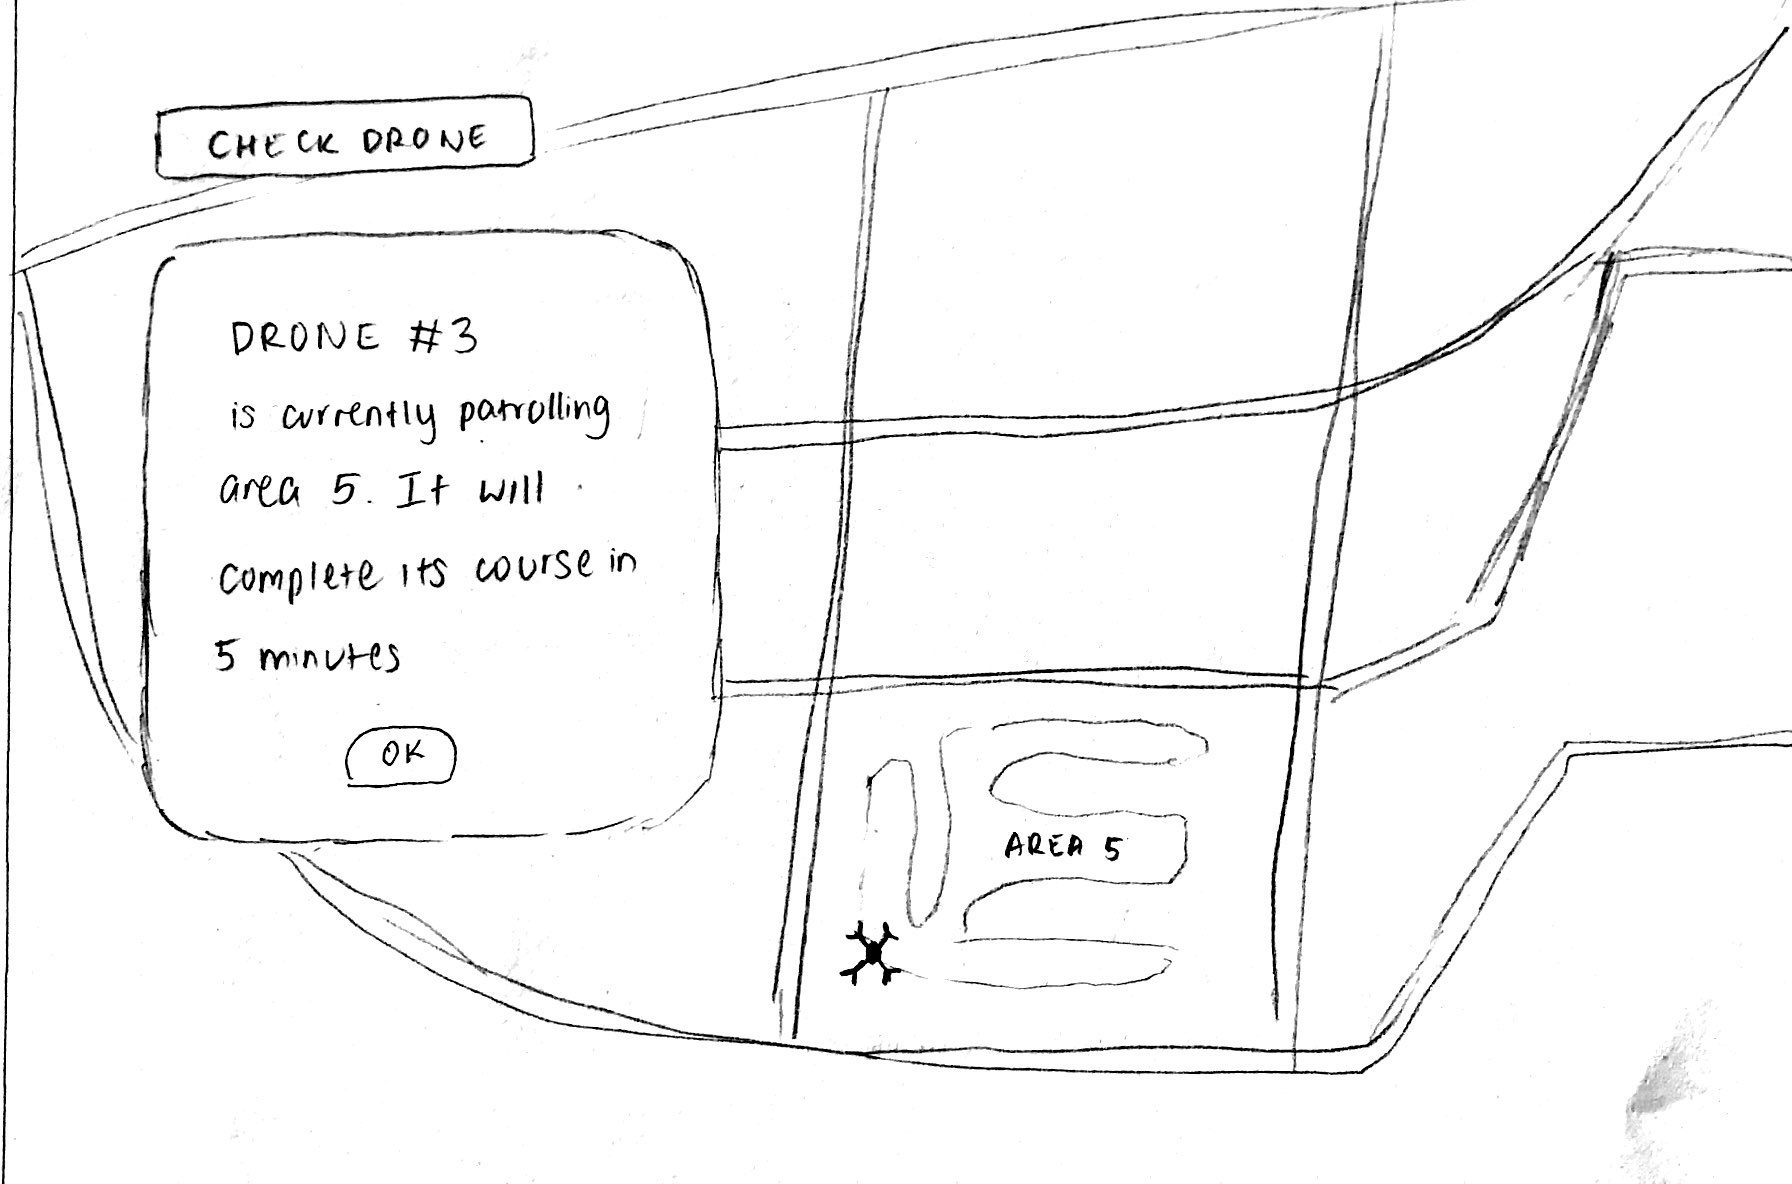 CHECK DRONE
DRONE #3
is currently patrolling
area 5. It will
complete its course in
5 minutes
OK
AREA 5